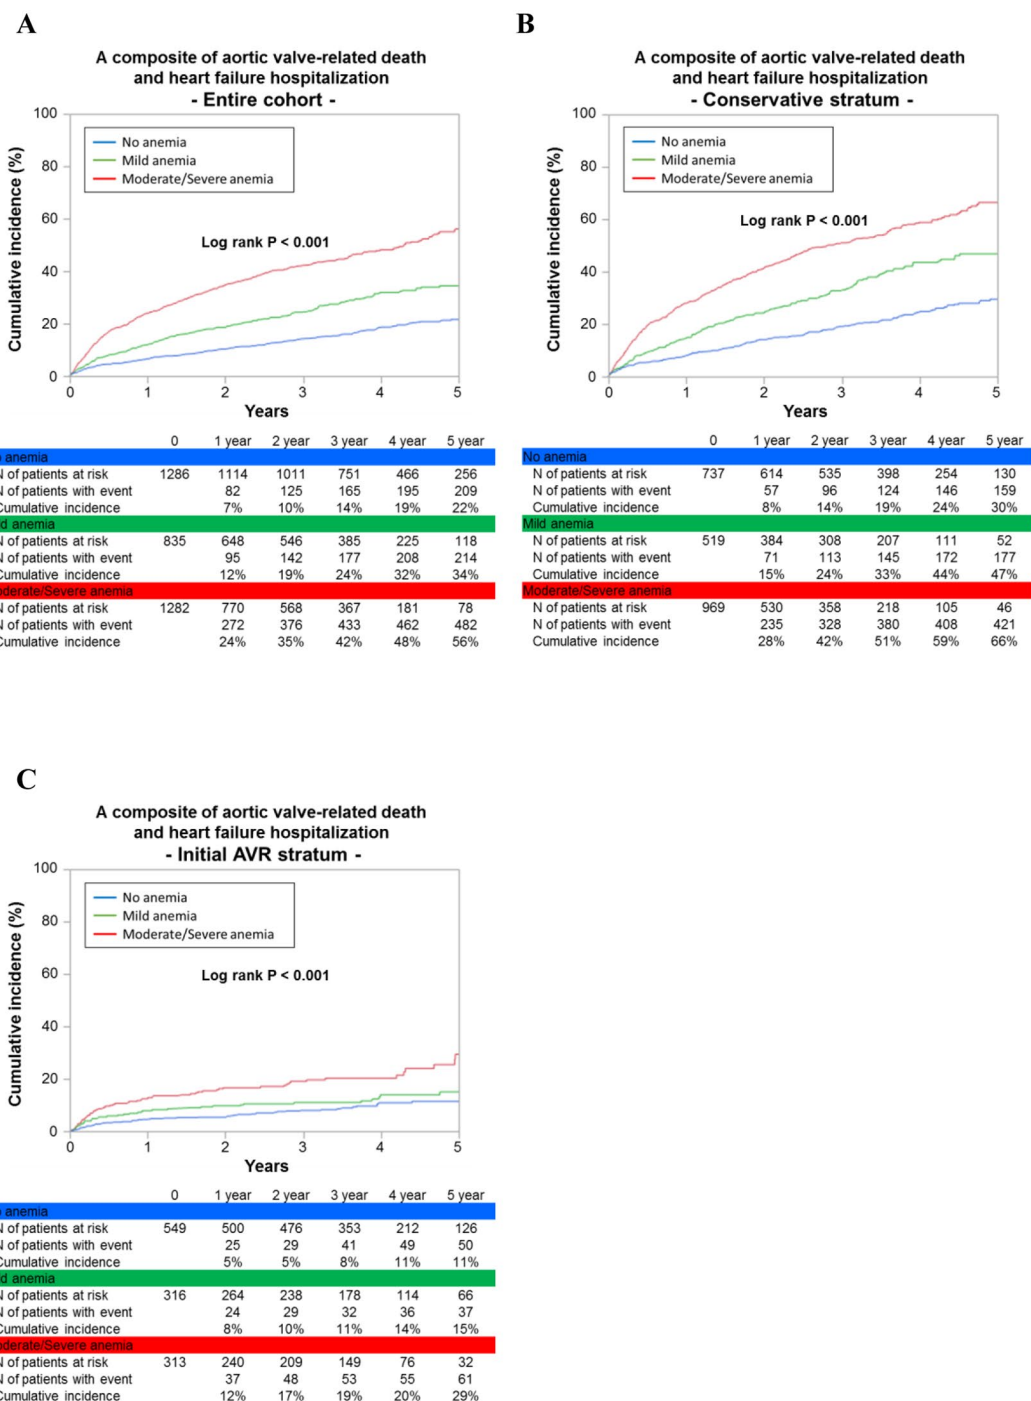 A
A composite of aortic valve-related death
and heart failure hospitalization
- Entire cohort -
Cumulative incidence (%)
100
80
60
40
20
0
No anemia
Mild anemia
Moderate/Severe anemia
Log rank P < 0.001
0 1 2 3 4 5
Years
0 1 year 2 year 3 year 4 year 5 year
o anemia
N of patients at risk 1286 1114 1011 751 466 256
N of patients with event 82 125 165 195 209
Cumulative incidence 7% 10% 14% 19% 22%
d anemia
N of patients at risk 835 648 546 385 225 118
N of patients with event 95 142 177 208 214
Cumulative incidence 12% 19% 24% 32% 34%
oderate/Severe anemia
N of patients at risk 1282 770 568 367 181 78
N of patients with event 272 376 433 462 482
Cumulative incidence 24% 35% 42% 48% 56%
B
A composite of aortic valve-related death
and heart failure hospitalization
- Conservative stratum -
Cumulative incidence (%)
100
80
60
40
20
0
No anemia
Mild anemia
Moderate/Severe anemia
Log rank P < 0.001
0 1 2 3 4 5
Years
0 1 year 2 year 3 year 4 year 5 year
No anemia
N of patients at risk 737 614 535 398 254 130
N of patients with event 57 96 124 146 159
Cumulative incidence 8% 14% 19% 24% 30%
Mild anemia
N of patients at risk 519 384 308 207 111 52
N of patients with event 71 113 145 172 177
Cumulative incidence 15% 24% 33% 44% 47%
Moderate/Severe anemia
N of patients at risk 969 530 358 218 105 46
N of patients with event 235 328 380 408 421
Cumulative incidence 28% 42% 51% 59% 66%
C
A composite of aortic valve-related death
and heart failure hospitalization
- Initial AVR stratum -
Cumulative incidence (%)
100
80
60
40
20
0
No anemia
Mild anemia
Moderate/Severe anemia
Log rank P < 0.001
0 1 2 3 4 5
Years
0 1 year 2 year 3 year 4 year 5 year
o anemia
N of patients at risk 549 500 476 353 212 126
N of patients with event 25 29 41 49 50
Cumulative incidence 5% 5% 8% 11% 11%
d anemia
N of patients at risk 316 264 238 178 114 66
N of patients with event 24 29 32 36 37
Cumulative incidence 8% 10% 11% 14% 15%
oderate/Severe anemia
N of patients at risk 313 240 209 149 76 32
N of patients with event 37 48 53 55 61
Cumulative incidence 12% 17% 19% 20% 29%